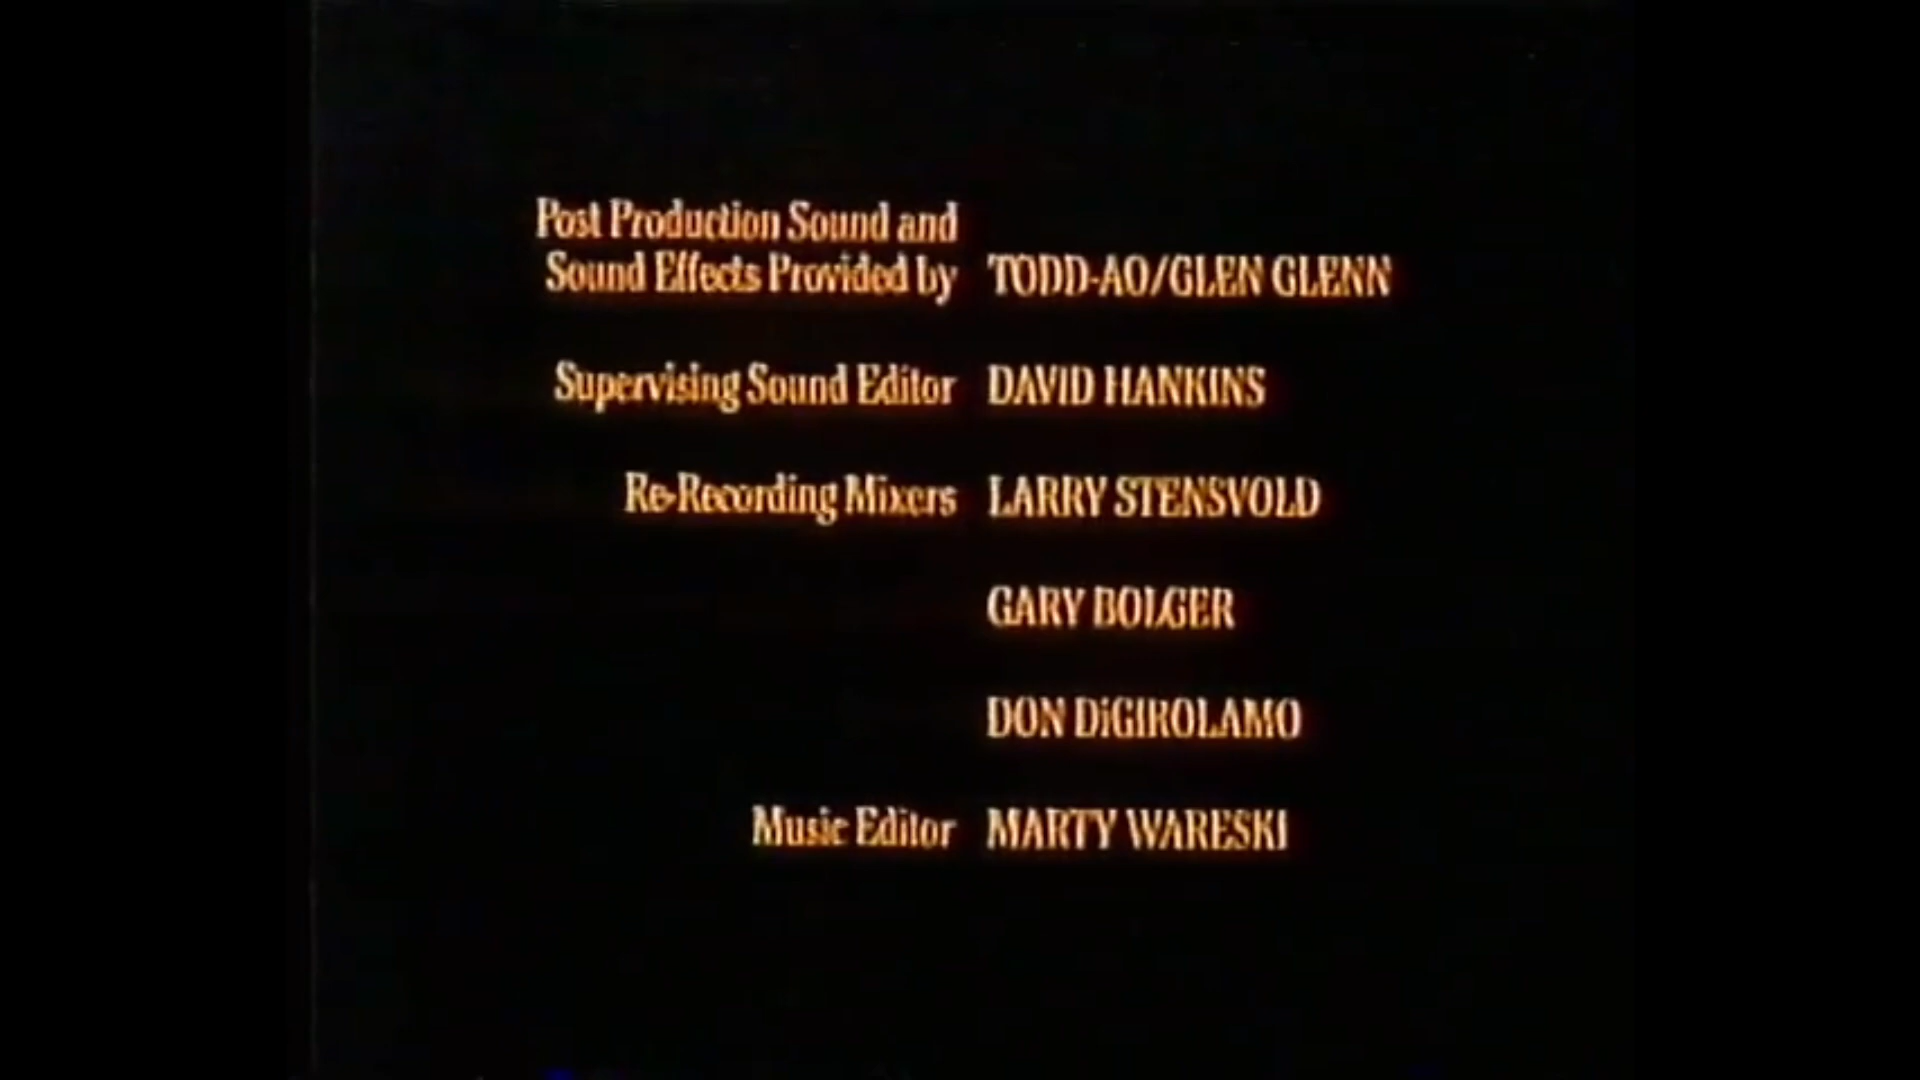 Post Production Sound and
Sound Effects Provided by TODD-AO/GLEN GLENN
Supervising Sound Editor DAVID HANKINS
Re-Recording Mixers LARRY STENSVOLD
GARY BOLGER
DON DiGIROLAMO
Music Editor MARTY WARESKI